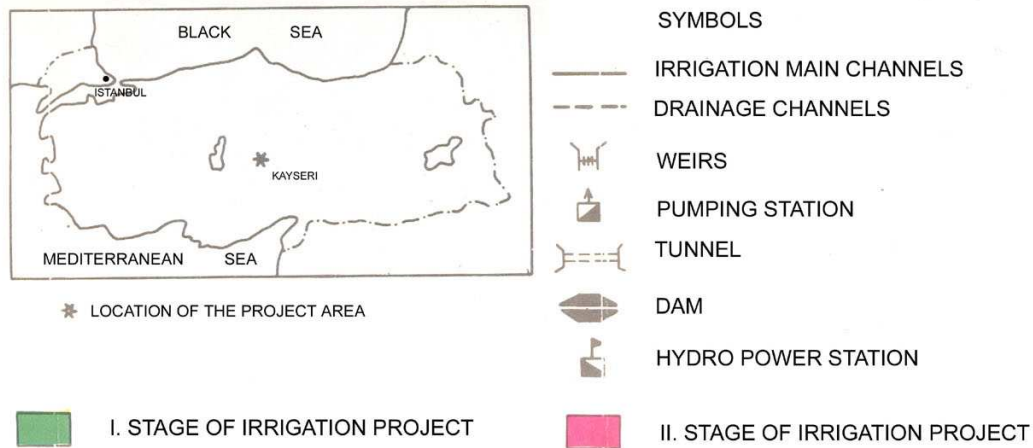 BLACK SEA
ISTANBUL
KAYSERI
MEDITERRANEAN SEA
LOCATION OF THE PROJECT AREA
SYMBOLS
IRRIGATION MAIN CHANNELS
DRAINAGE CHANNELS
WEIRS
PUMPING STATION
TUNNEL
DAM
HYDRO POWER STATION
I. STAGE OF IRRIGATION PROJECT
II. STAGE OF IRRIGATION PROJECT